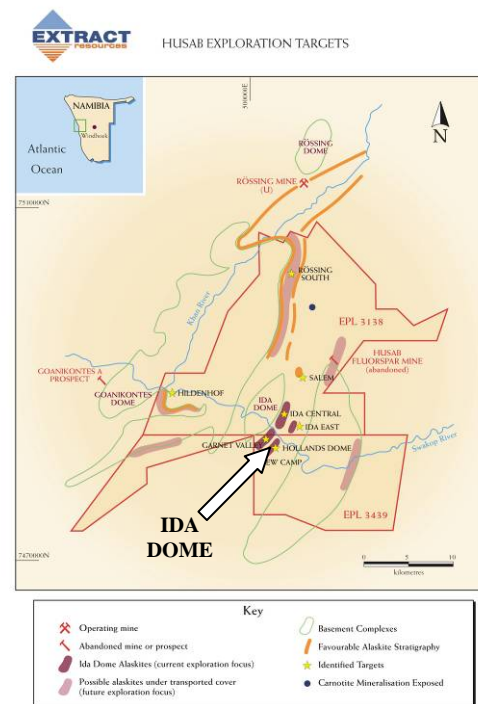 EXTRACT
resources
HUSAB EXPLORATION TARGETS
NAMIBIA
Windhoek
Atlantic
Ocean
510000E
N
RÖSSING
DOME
RÖSSING MINE
(U)
7510000N
RÖSSING
SOUTH
Khan River
EPL 3138
HUSAB
FLUORSPAR MINE
(abandoned)
GOANIKONTES A
PROSPECT
SALEM
GOANIKONTES
DOME
HILDENHOF
IDA
DOME
IDA CENTRAL
IDA EAST
GARNET VALLEY
HOLLANDS DOME
Swakop River
EW CAMP
IDA
DOME
EPL 3439
7470000N
0 5 10
kilometres
Key
Operating mine
Abandoned mine or prospect
Ida Dome Alaskites (current exploration focus)
Possible alaskites under transported cover
(future exploration focus)
Basement Complexes
Favourable Alaskite Stratigraphy
Identified Targets
Carnotite Mineralisation Exposed